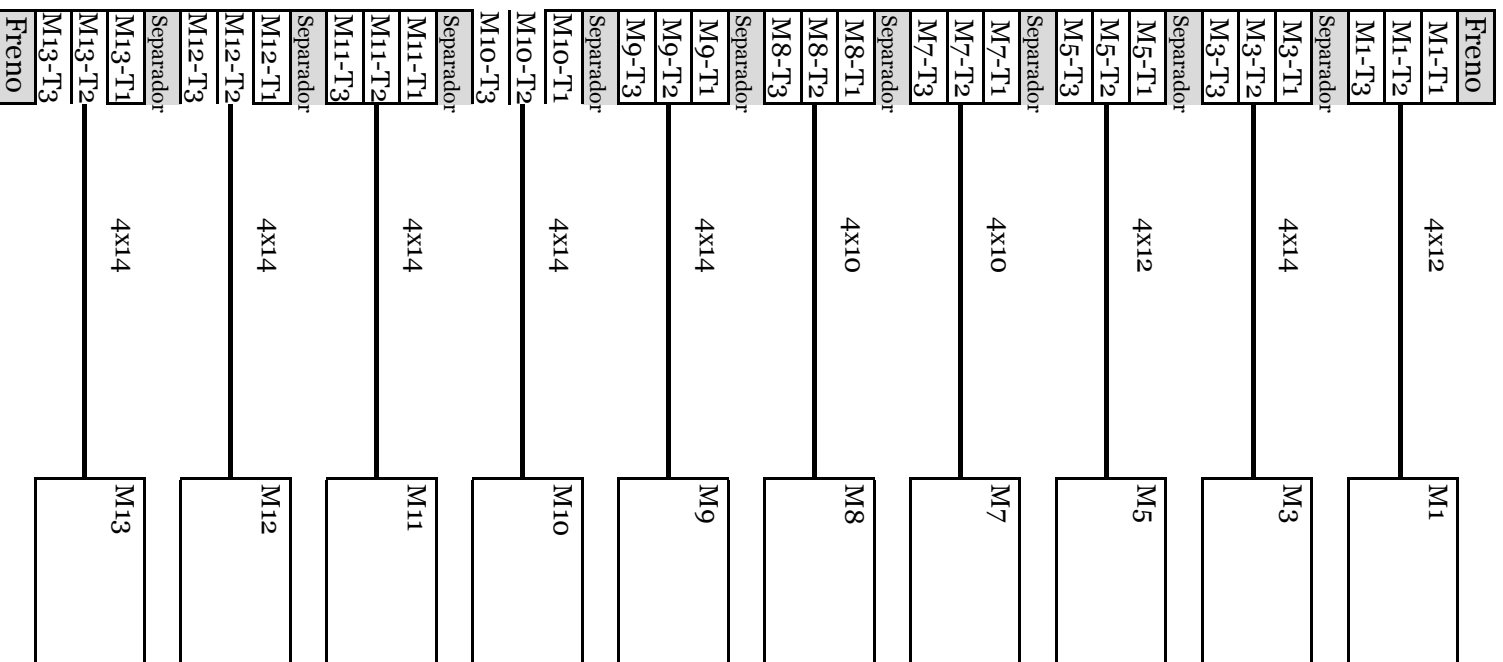 Freno
M1-T1 4x12 M1
M1-T2
M1-T3
Separador
M3-T1 4x14 M3
M3-T2
M3-T3
Separador
M5-T1 4x12 M5
M5-T2
M5-T3
Separador
M7-T1 4x10 M7
M7-T2
M7-T3
Separador
M8-T1 4x10 M8
M8-T2
M8-T3
Separador
M9-T1 4x14 M9
M9-T2
M9-T3
Separador
M10-T1 4x14 M10
M10-T2
M10-T3
Separador
M11-T1 4x14 M11
M11-T2
M11-T3
Separador
M12-T1 4x14 M12
M12-T2
M12-T3
Separador
M13-T1 4x14 M13
M13-T2
M13-T3
Freno